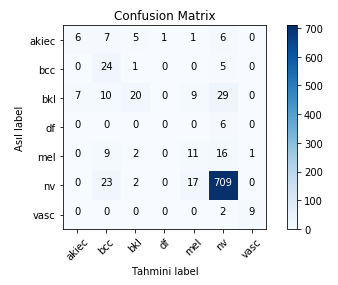 Confusion Matrix
akiec 6 7 5 1 1 6 0
bcc 0 24 1 0 0 5 0
bkl 7 10 20 0 9 29 0
df 0 0 0 0 0 6 0
mel 0 9 2 0 11 16 1
nv 0 23 2 0 17 709 0
vasc 0 0 0 0 0 2 9
akiec bcc bkl df mel nv vasc
Tahmini label
Asıl label
700
600
500
400
300
200
100
0